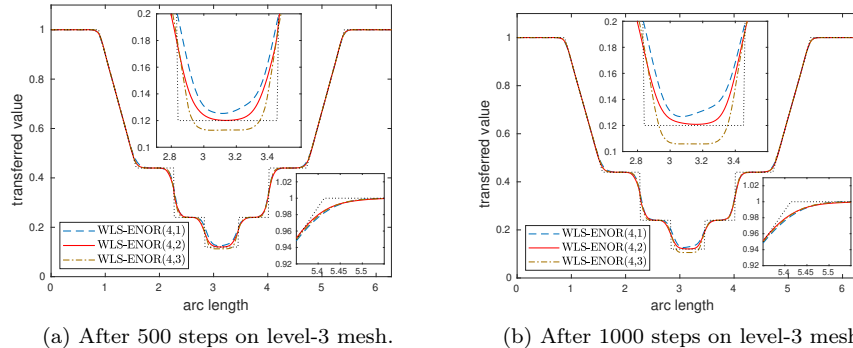 0.2
0.18
0.16
0.14
0.12
0.1
2.8 3 3.2 3.4
1
0.8
0.6
0.4
0.2
0
transferred value
1.02
1
0.98
0.96
0.94
0.92
5.4 5.45 5.5
WLS-ENOR(4,1)
WLS-ENOR(4,2)
WLS-ENOR(4,3)
0 1 2 3 4 5 6
arc length
(a) After 500 steps on level-3 mesh.
0.2
0.18
0.16
0.14
0.12
0.1
2.8 3 3.2 3.4
1
0.8
0.6
0.4
0.2
0
transferred value
1.02
1
0.98
0.96
0.94
0.92
5.4 5.45 5.5
WLS-ENOR(4,1)
WLS-ENOR(4,2)
WLS-ENOR(4,3)
0 1 2 3 4 5
arc length
(b) After 1000 steps on level-3 mesh